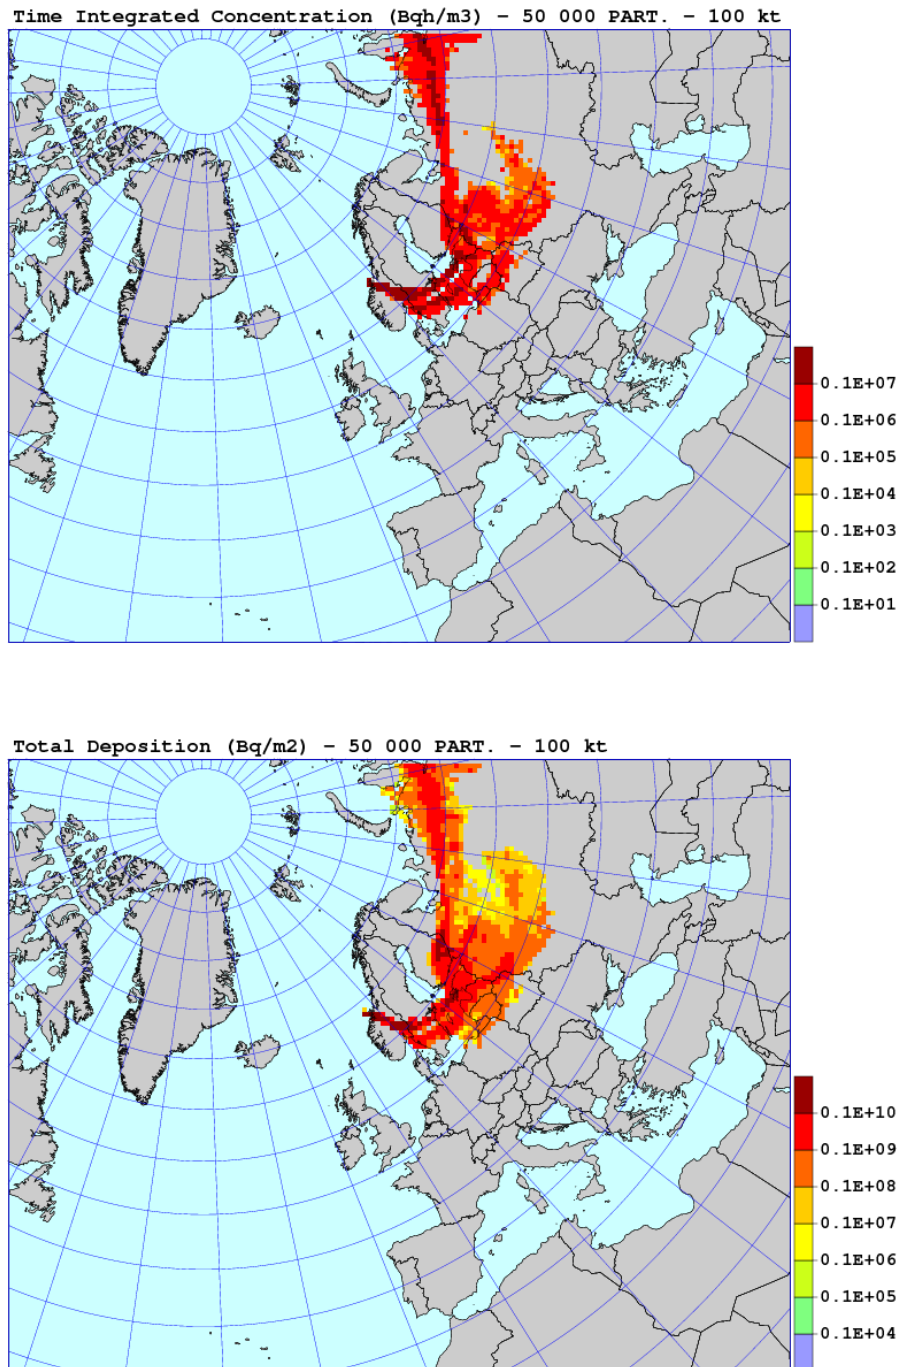 Time Integrated Concentration (Bqh/m3) – 50 000 PART. – 100 kt
0.1E+07
0.1E+06
0.1E+05
0.1E+04
0.1E+03
0.1E+02
0.1E+01
Total Deposition (Bq/m2) – 50 000 PART. – 100 kt
0.1E+10
0.1E+09
0.1E+08
0.1E+07
0.1E+06
0.1E+05
0.1E+04